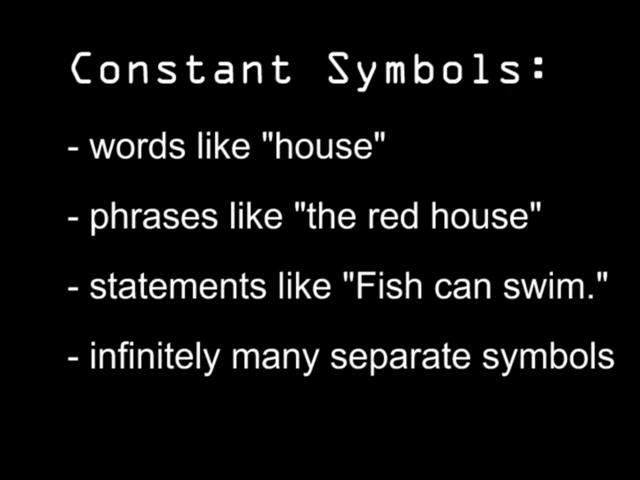 Constant Symbols:
- words like "house"
- phrases like "the red house"
- statements like "Fish can swim."
- infinitely many separate symbols